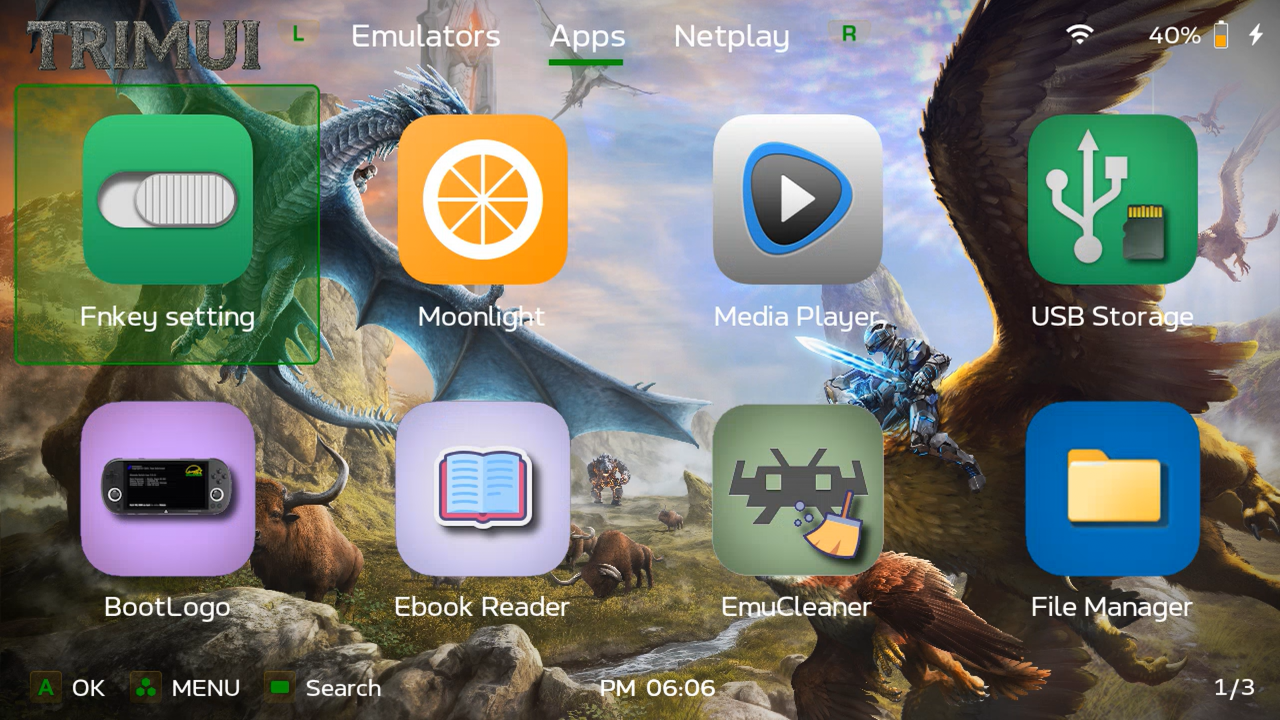 TRIMUI L Emulators Apps Netplay R 40%
Fnkey setting Moonlight Media Player USB Storage
BootLogo Ebook Reader EmuCleaner File Manager
A OK MENU Search PM 06:06 1/3